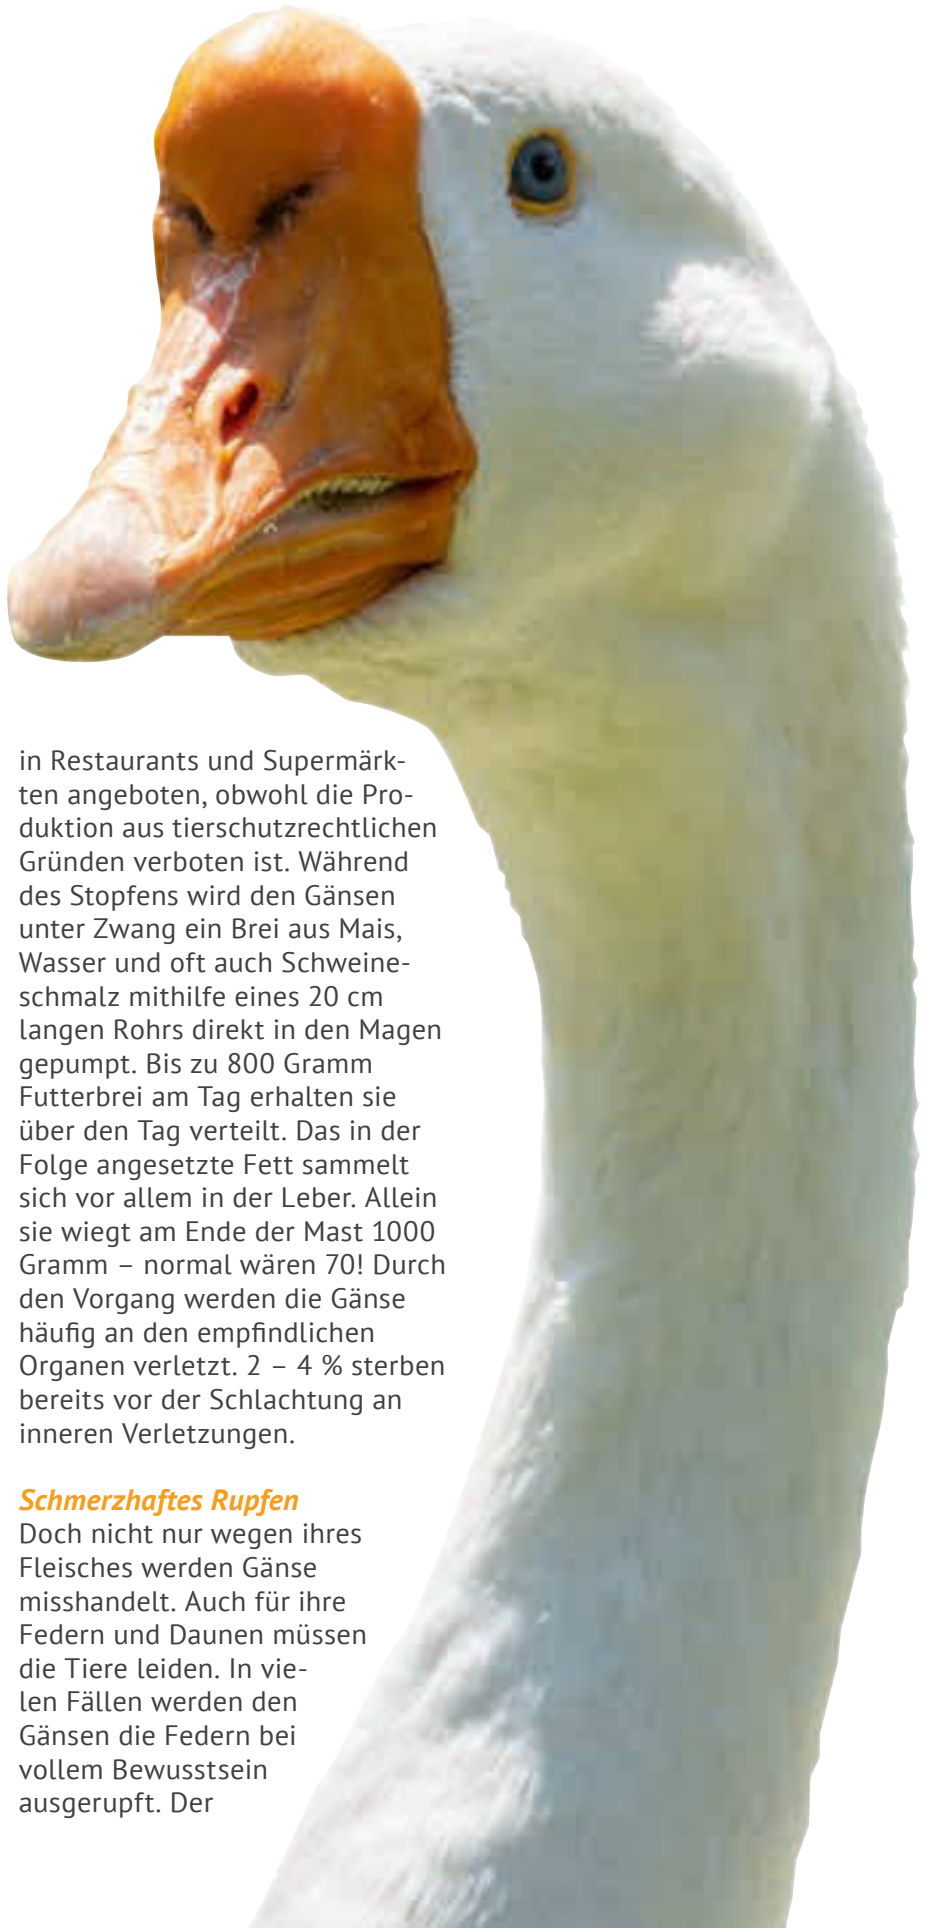 in Restaurants und Supermärk-
ten angeboten, obwohl die Pro-
duktion aus tierschutzrechtlichen
Gründen verboten ist. Während
des Stopfens wird den Gänsen
unter Zwang ein Brei aus Mais,
Wasser und oft auch Schweine-
schmalz mithilfe eines 20 cm
langen Rohrs direkt in den Magen
gepumpt. Bis zu 800 Gramm
Futterbrei am Tag erhalten sie
über den Tag verteilt. Das in der
Folge angesetzte Fett sammelt
sich vor allem in der Leber. Allein
sie wiegt am Ende der Mast 1000
Gramm – normal wären 70! Durch
den Vorgang werden die Gänse
häufig an den empfindlichen
Organen verletzt. 2 – 4 % sterben
bereits vor der Schlachtung an
inneren Verletzungen.
Schmerzhaftes Rupfen
Doch nicht nur wegen ihres
Fleisches werden Gänse
misshandelt. Auch für ihre
Federn und Daunen müssen
die Tiere leiden. In vie-
len Fällen werden den
Gänsen die Federn bei
vollem Bewusstsein
ausgerupft. Der